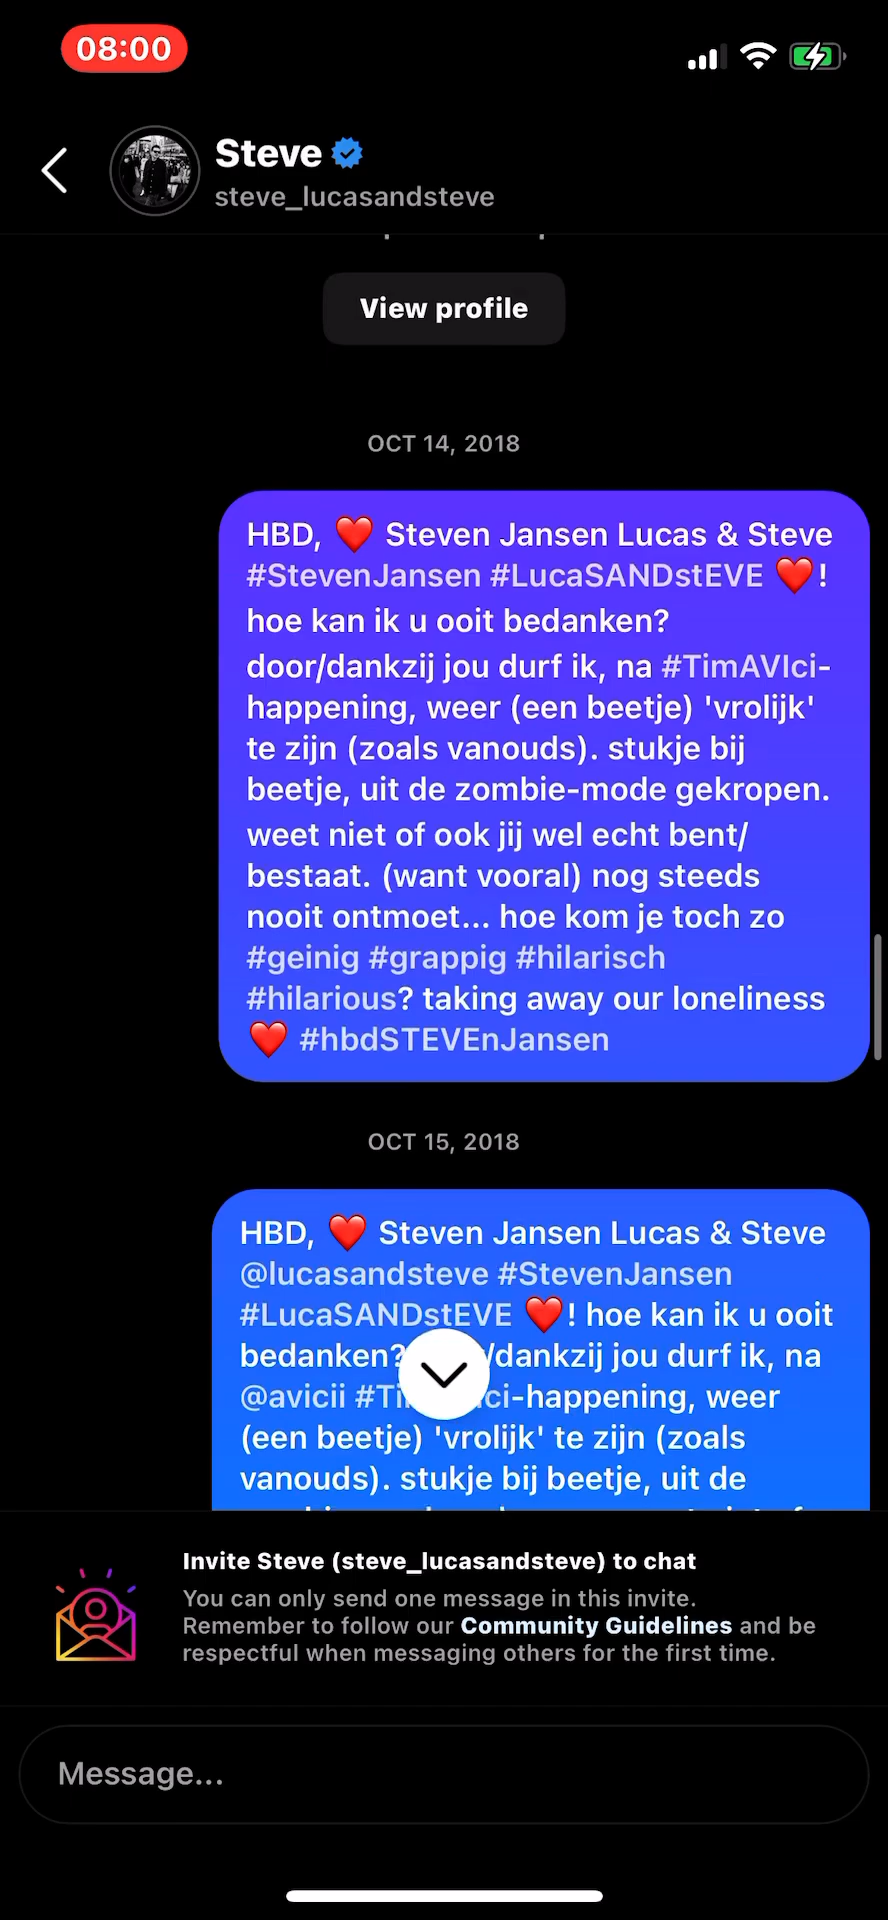 08:00
Steve
steve_lucasandsteve
View profile
OCT 14, 2018
HBD, ❤️ Steven Jansen Lucas & Steve
#StevenJansen #LucaSANDstEVE ❤️!
hoe kan ik u ooit bedanken?
door/dankzij jou durf ik, na #TimAVIci-
happening, weer (een beetje) 'vrolijk'
te zijn (zoals vanouds). stukje bij
beetje, uit de zombie-mode gekropen.
weet niet of ook jij wel echt bent/
bestaat. (want vooral) nog steeds
nooit ontmoet... hoe kom je toch zo
#geinig #grappig #hilarisch
#hilarious? taking away our loneliness
❤️ #hbdSTEVEnJansen
OCT 15, 2018
HBD, ❤️ Steven Jansen Lucas & Steve
@lucasandsteve #StevenJansen
#LucaSANDstEVE ❤️! hoe kan ik u ooit
bedanken? /dankzij jou durf ik, na
@avicii #Ti ci-happening, weer
(een beetje) 'vrolijk' te zijn (zoals
vanouds). stukje bij beetje, uit de
Invite Steve (steve_lucasandsteve) to chat
You can only send one message in this invite.
Remember to follow our Community Guidelines and be
respectful when messaging others for the first time.
Message...